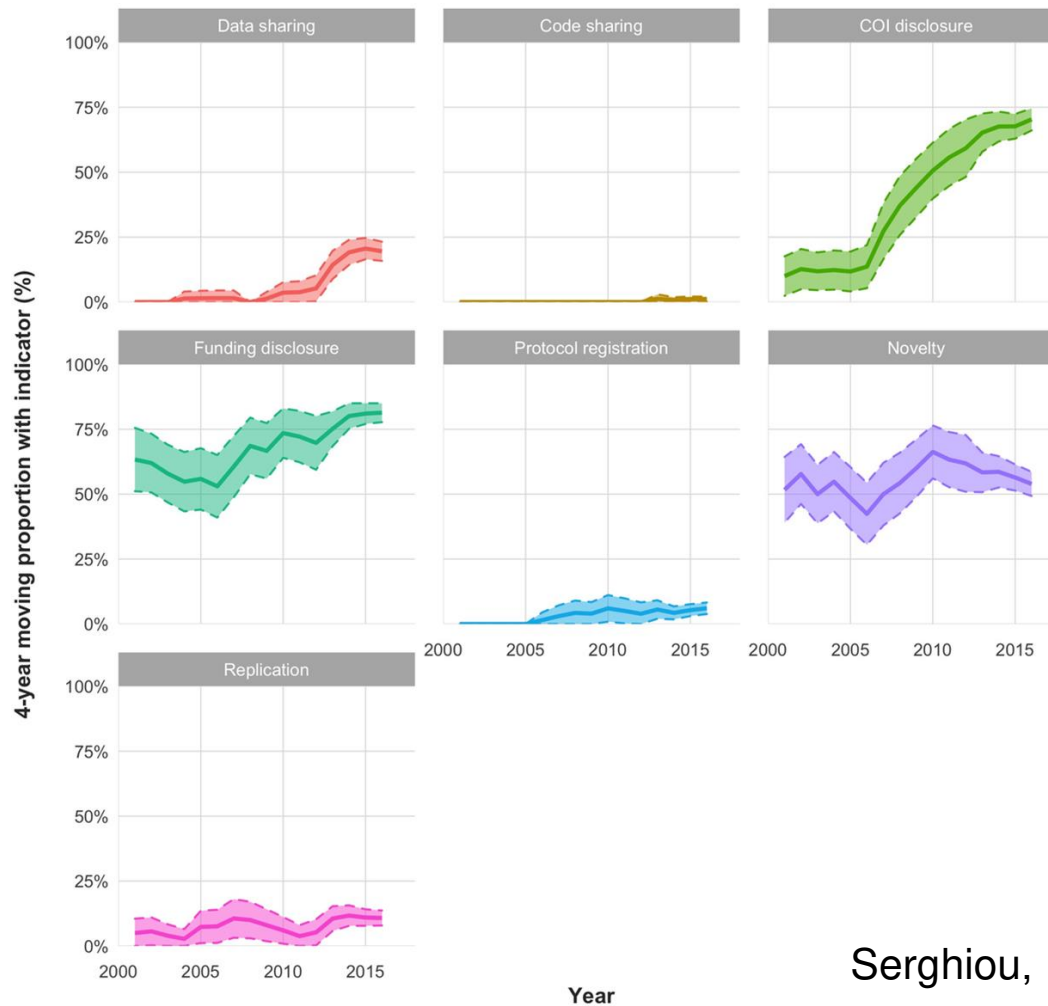 Data sharing
Code sharing
COI disclosure
100%
75%
50%
25%
0%
Funding disclosure
Protocol registration
Novelty
100%
75%
50%
25%
0%
2000 2005 2010 2015
2000 2005 2010 2015
Replication
100%
75%
50%
25%
0%
2000 2005 2010 2015
Year
4-year moving proportion with indicator (%)
Serghiou,